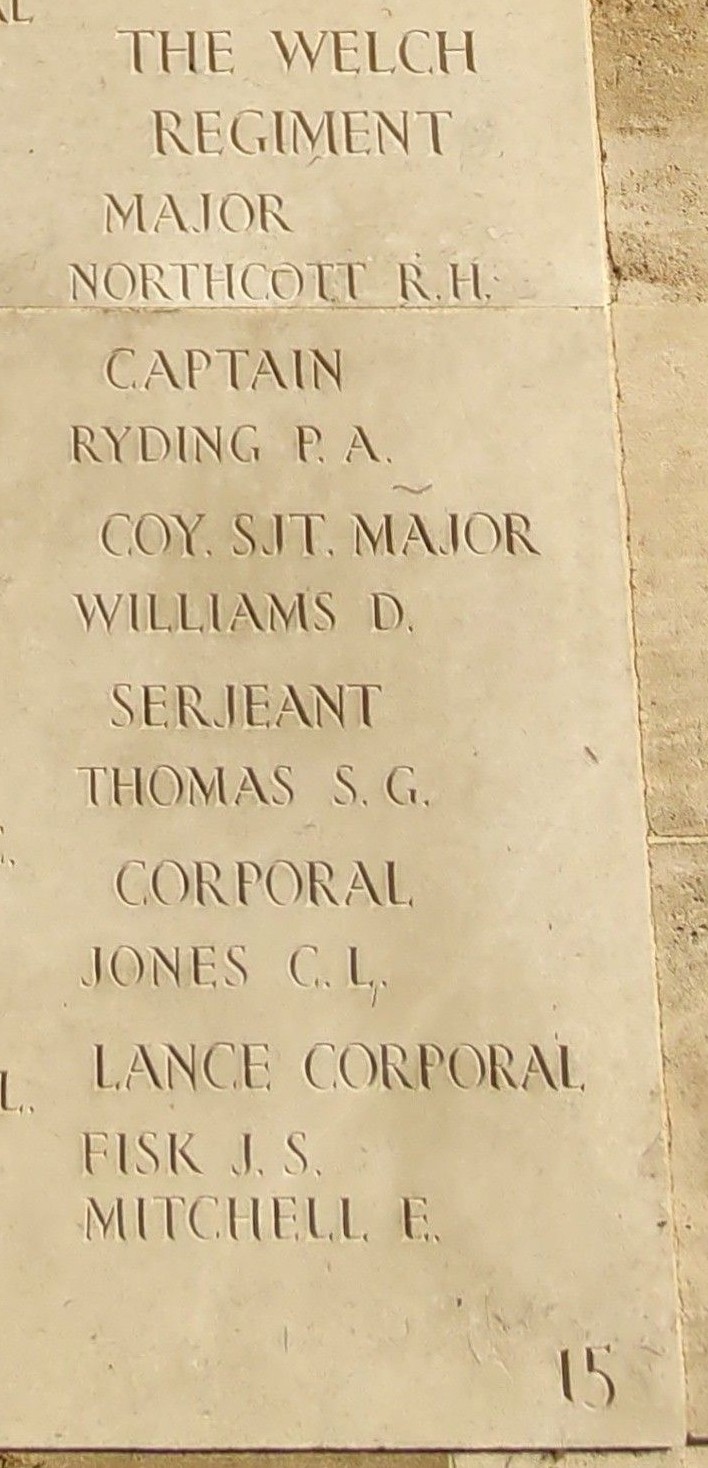 THE WELCH
REGIMENT
MAJOR
NORTHCOTT R.H.
CAPTAIN
RYDING P. A.
COY. SJT. MAJOR
WILLIAMS D.
SERJEANT
THOMAS S. G.
CORPORAL
JONES C. L.
LANCE CORPORAL
FISK J. S.
MITCHELL E.
15